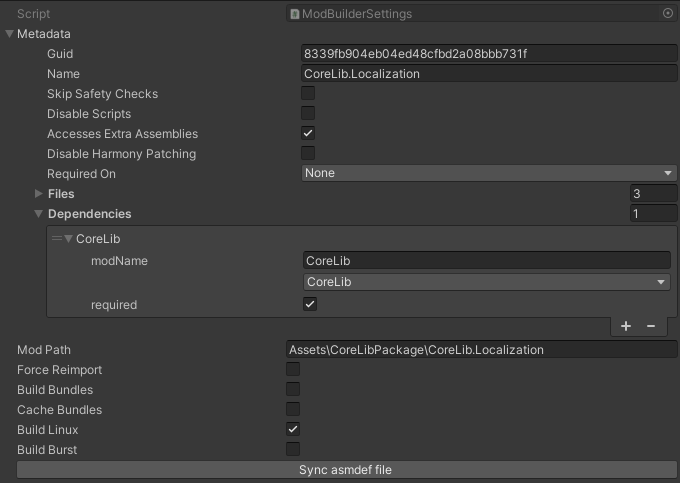 Script ModBuilderSettings
Metadata
Guid 8339fb904eb04ed48cfbd2a08bbb731f
Name CoreLib.Localization
Skip Safety Checks
Disable Scripts
Accesses Extra Assemblies
Disable Harmony Patching
Required On None
Files 3
Dependencies 1
CoreLib
modName CoreLib
CoreLib
required
Mod Path Assets\CoreLibPackage\CoreLib.Localization
Force Reimport
Build Bundles
Cache Bundles
Build Linux
Build Burst
Sync asmdef file